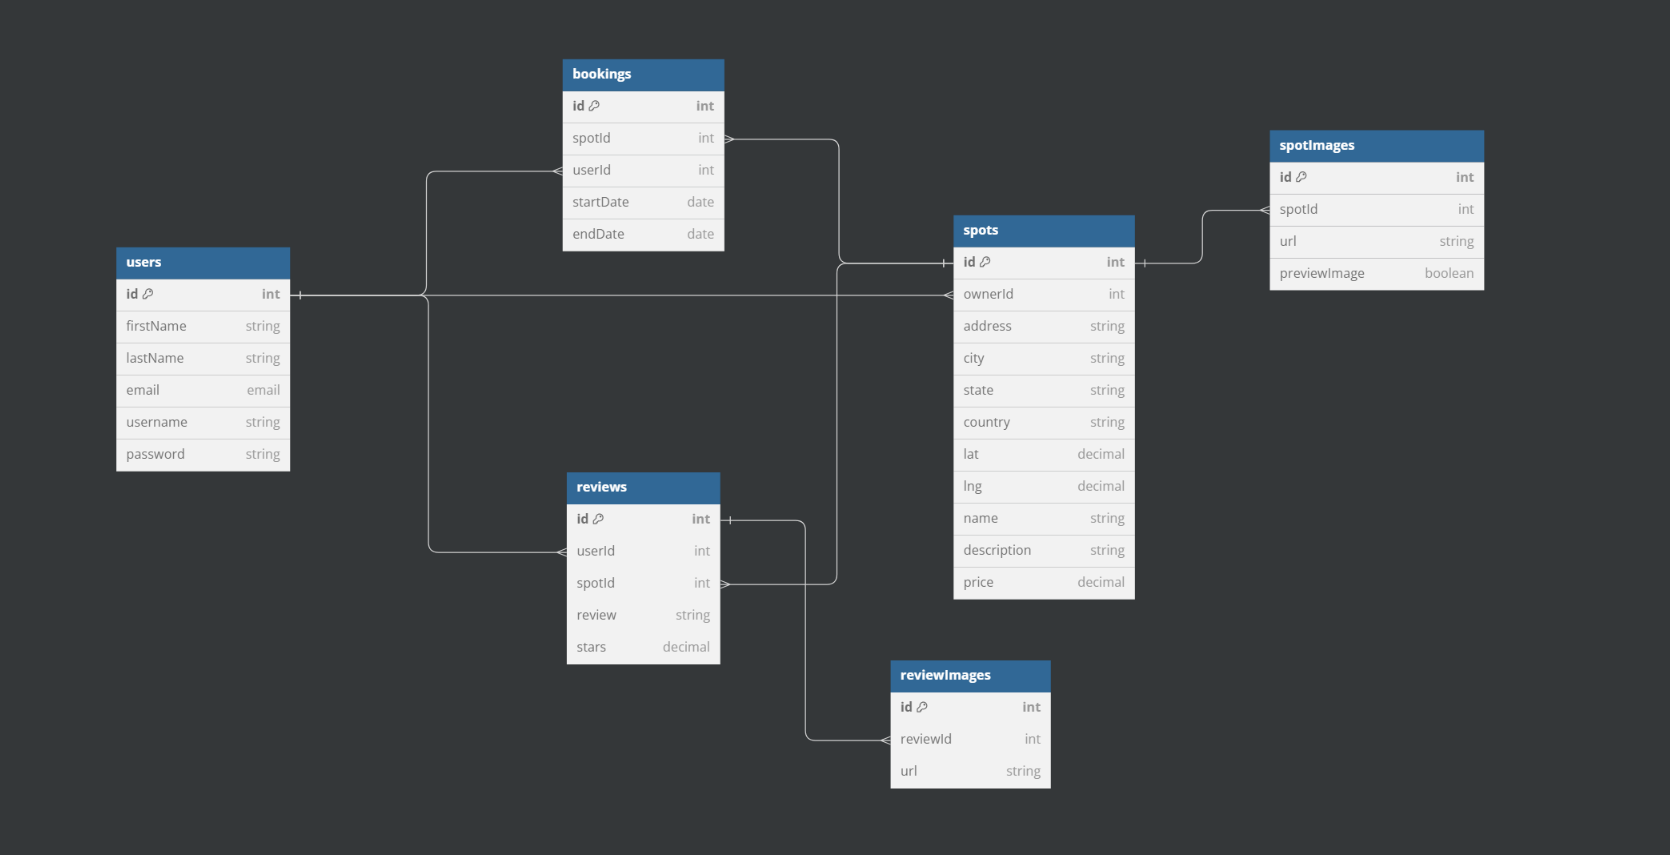 bookings
id int
spotId int
userId int
startDate date
endDate date
spotImages
id int
spotId int
url string
previewImage boolean
spots
id int
ownerId int
address string
city string
state string
country string
lat decimal
lng decimal
name string
description string
price decimal
users
id int
firstName string
lastName string
email email
username string
password string
reviews
id int
userId int
spotId int
review string
stars decimal
reviewImages
id int
reviewId int
url string